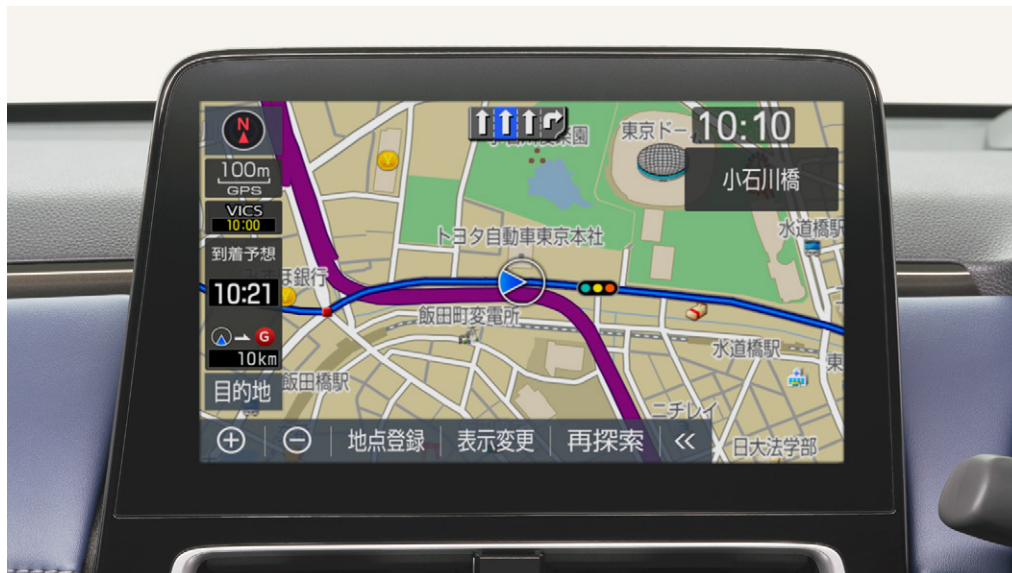 N
100m
GPS
VICS
10:00
到着予想
10:21
G
10km
目的地
東京ドー
10:10
小石川橋
水道橋駅
トヨタ自動車東京本社
ほ銀行
飯田町変電所
水道橋駅
東
飯田橋駅
ニチレイ
日大法学部
地点登録
表示変更
再探索